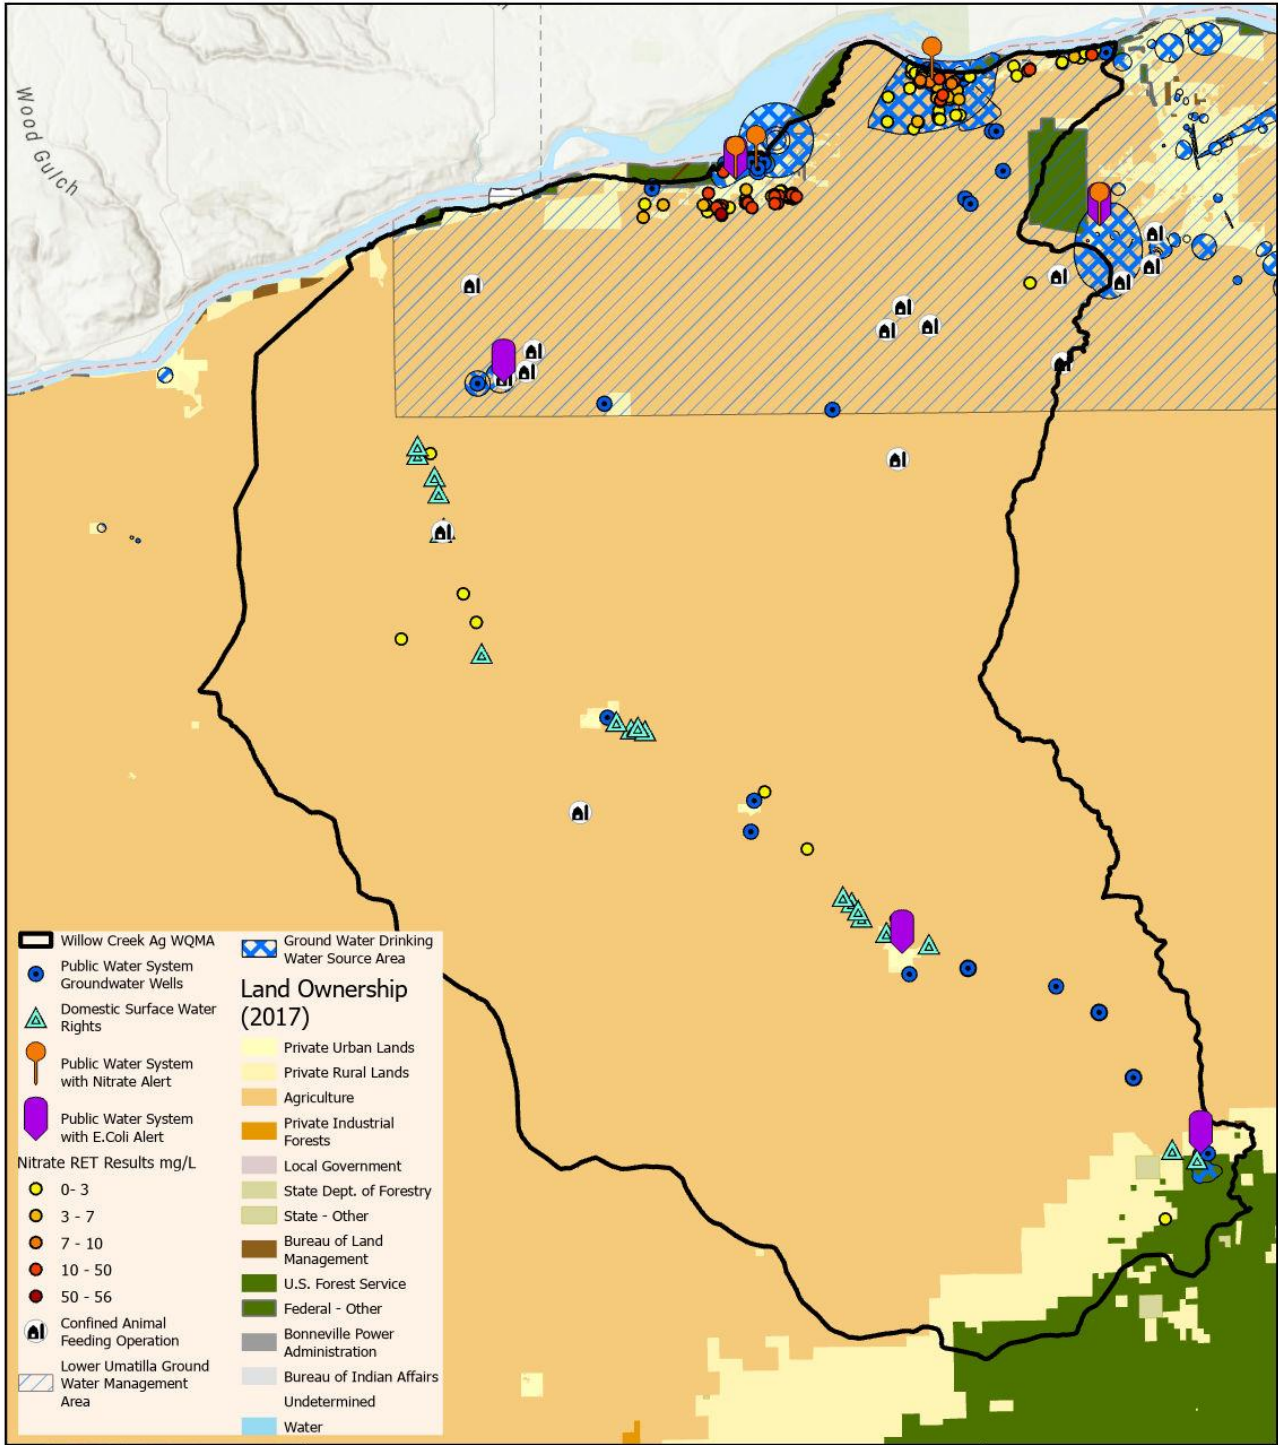 Wood Gulch
Willow Creek Ag WQMA
Public Water System
Groundwater Wells
Domestic Surface Water
Rights
Public Water System
with Nitrate Alert
Public Water System
with E.Coli Alert
Nitrate RET Results mg/L
0- 3
3 - 7
7 - 10
10 - 50
50 - 56
Confined Animal
Feeding Operation
Lower Umatilla Ground
Water Management
Area
Ground Water Drinking
Water Source Area
Land Ownership
(2017)
Private Urban Lands
Private Rural Lands
Agriculture
Private Industrial
Forests
Local Government
State Dept. of Forestry
State - Other
Bureau of Land
Management
U.S. Forest Service
Federal - Other
Bonneville Power
Administration
Bureau of Indian Affairs
Undetermined
Water